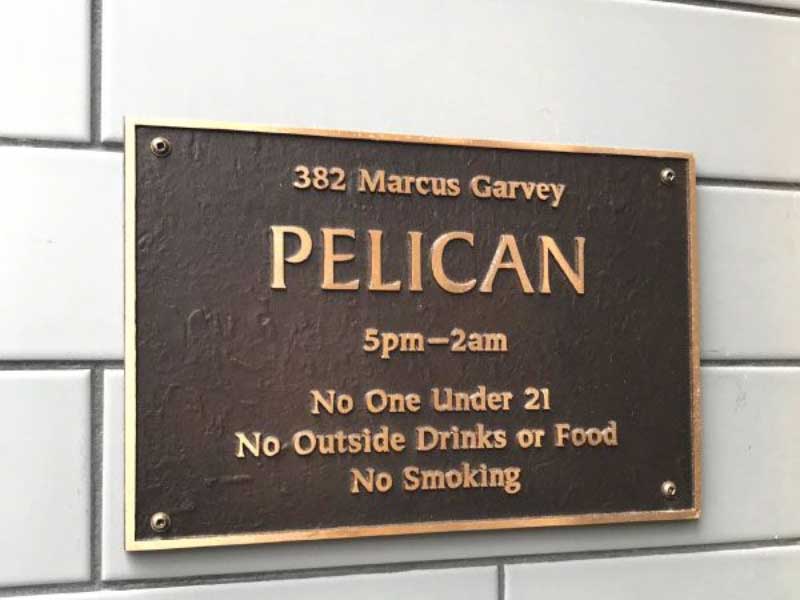 382 Marcus Garvey
PELICAN
5pm–2am
No One Under 21
No Outside Drinks or Food
No Smoking